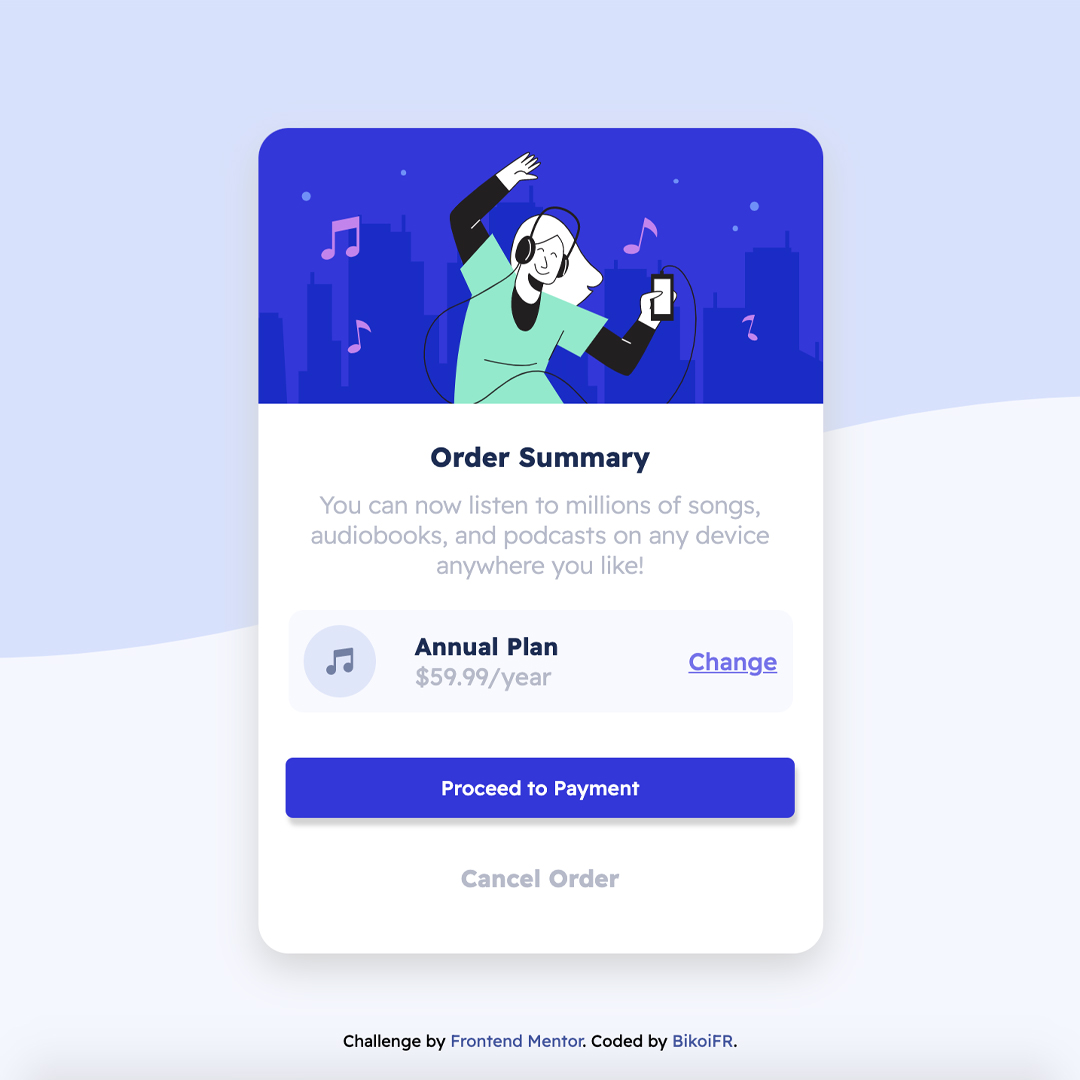 Order Summary
You can now listen to millions of songs,
audiobooks, and podcasts on any device
anywhere you like!
Annual Plan
$59.99/year
Change
Proceed to Payment
Cancel Order
Challenge by Frontend Mentor. Coded by BikoiFR.